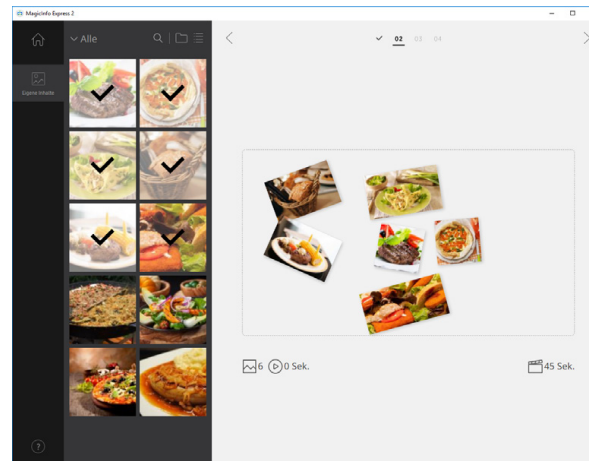 MagicInfo Express 2
Alle
02 03 04
Eigene Inhalte
6 0 Sek.
45 Sek.
?